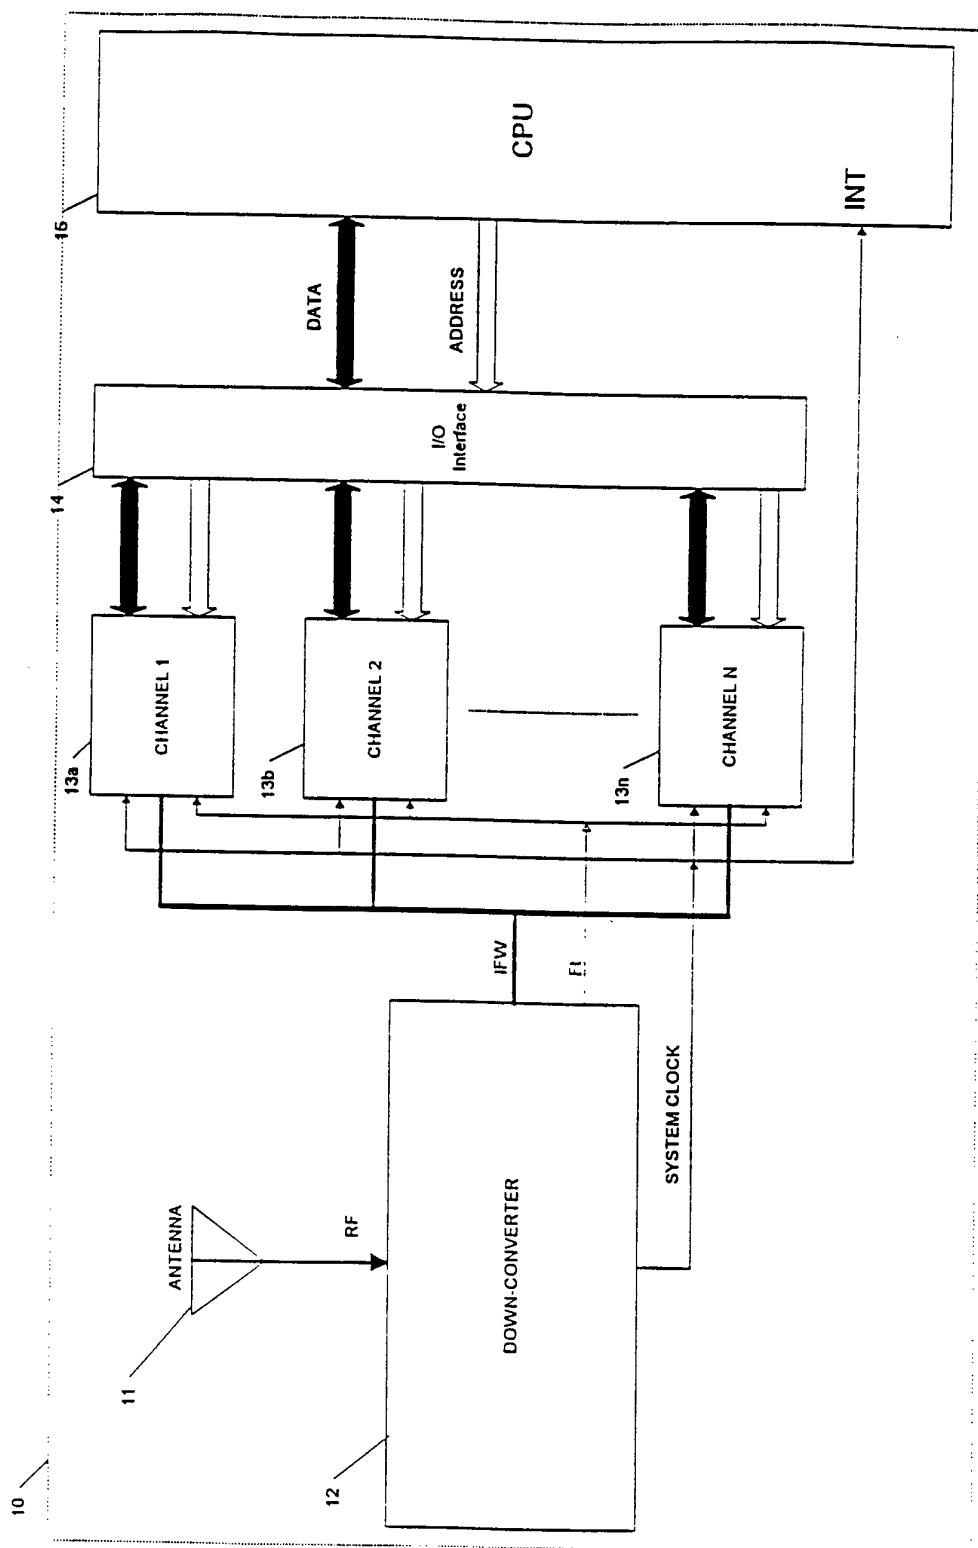 10
11
ANTENNA
RF
12
DOWN-CONVERTER
SYSTEM CLOCK
IFW
13a
CHANNEL 1
13b
CHANNEL 2
13n
CHANNEL N
14
I/O
Interface
DATA
ADDRESS
15
CPU
INT